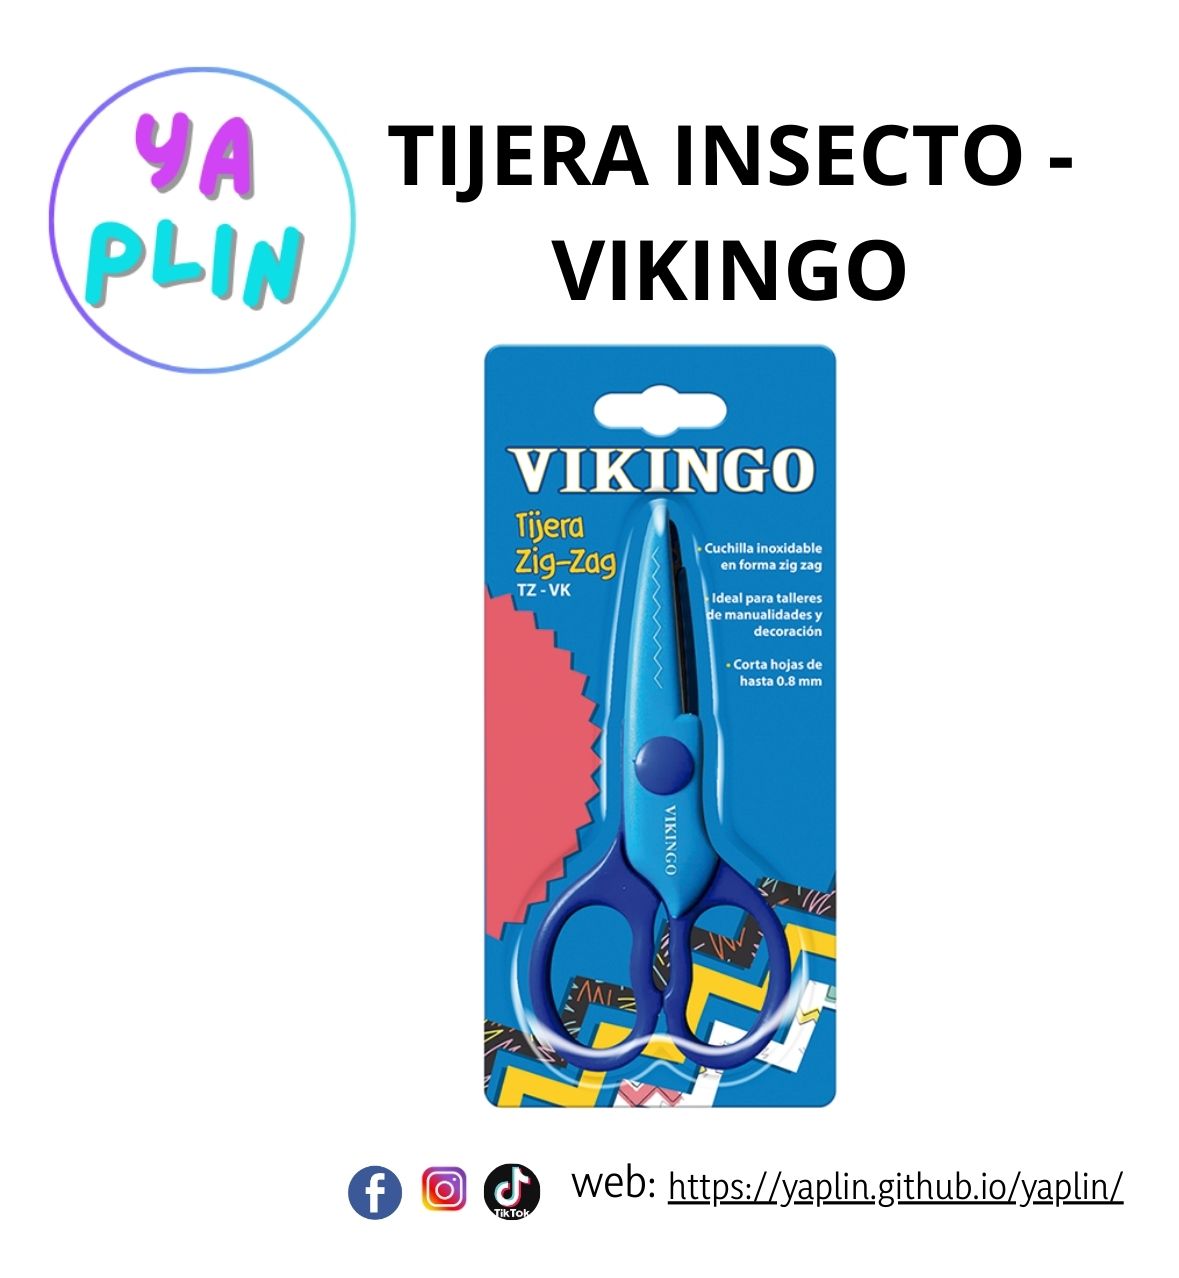 YA
PLIN
TIJERA INSECTO -
VIKINGO
VIKINGO
Tijera
Zig-Zag
TZ - VK
• Cuchilla inoxidable
en forma zig zag
• Ideal para talleres
de manualidades y
decoración
• Corta hojas de
hasta 0.8 mm
VIKINGO
TikTok
web: https://yaplin.github.io/yaplin/